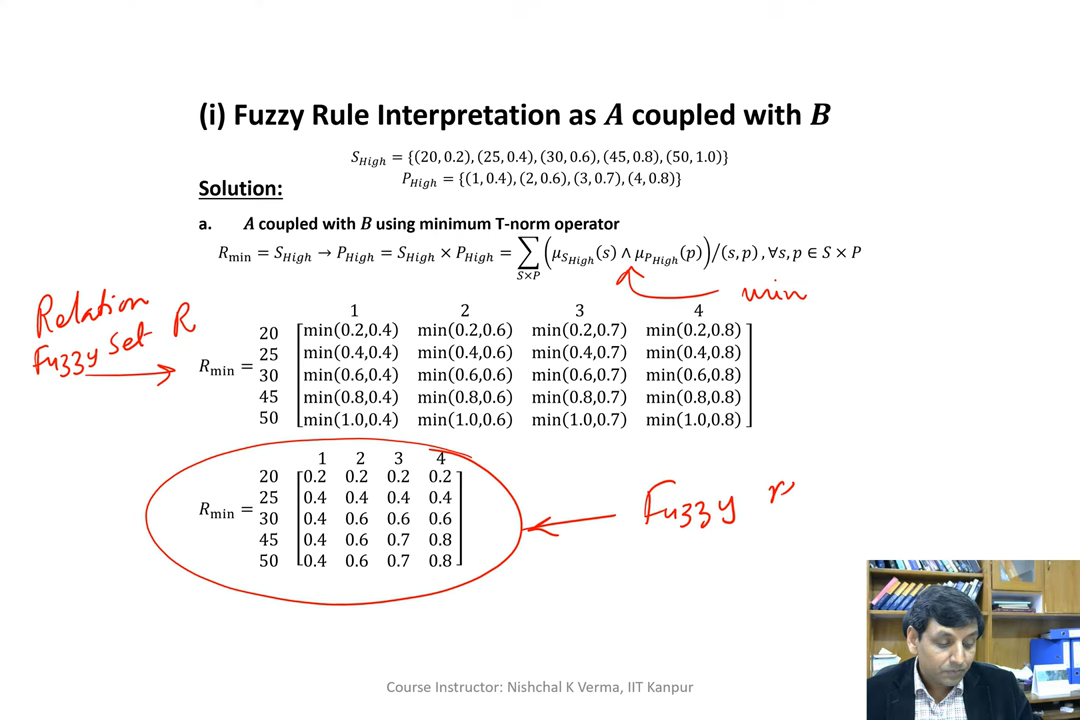 (i) Fuzzy Rule Interpretation as A coupled with B
S_High = {(20, 0.2), (25, 0.4), (30, 0.6), (45, 0.8), (50, 1.0)}
P_High = {(1, 0.4), (2, 0.6), (3, 0.7), (4, 0.8)}
Solution:
a. A coupled with B using minimum T-norm operator
R_min = S_High → P_High = S_High × P_High = ∑_{S×P} (μ_{S_High}(s) ∧ μ_{P_High}(p))/(s, p) , ∀s, p ∈ S × P
min
Relation
Fuzzy Set R
1 2 3 4
20 min(0.2,0.4) min(0.2,0.6) min(0.2,0.7) min(0.2,0.8)
25 min(0.4,0.4) min(0.4,0.6) min(0.4,0.7) min(0.4,0.8)
R_min = 30 min(0.6,0.4) min(0.6,0.6) min(0.6,0.7) min(0.6,0.8)
45 min(0.8,0.4) min(0.8,0.6) min(0.8,0.7) min(0.8,0.8)
50 min(1.0,0.4) min(1.0,0.6) min(1.0,0.7) min(1.0,0.8)
1 2 3 4
20 0.2 0.2 0.2 0.2
25 0.4 0.4 0.4 0.4
R_min = 30 0.4 0.6 0.6 0.6
45 0.4 0.6 0.7 0.8
50 0.4 0.6 0.7 0.8
Fuzzy
Course Instructor: Nishchal K Verma, IIT Kanpur